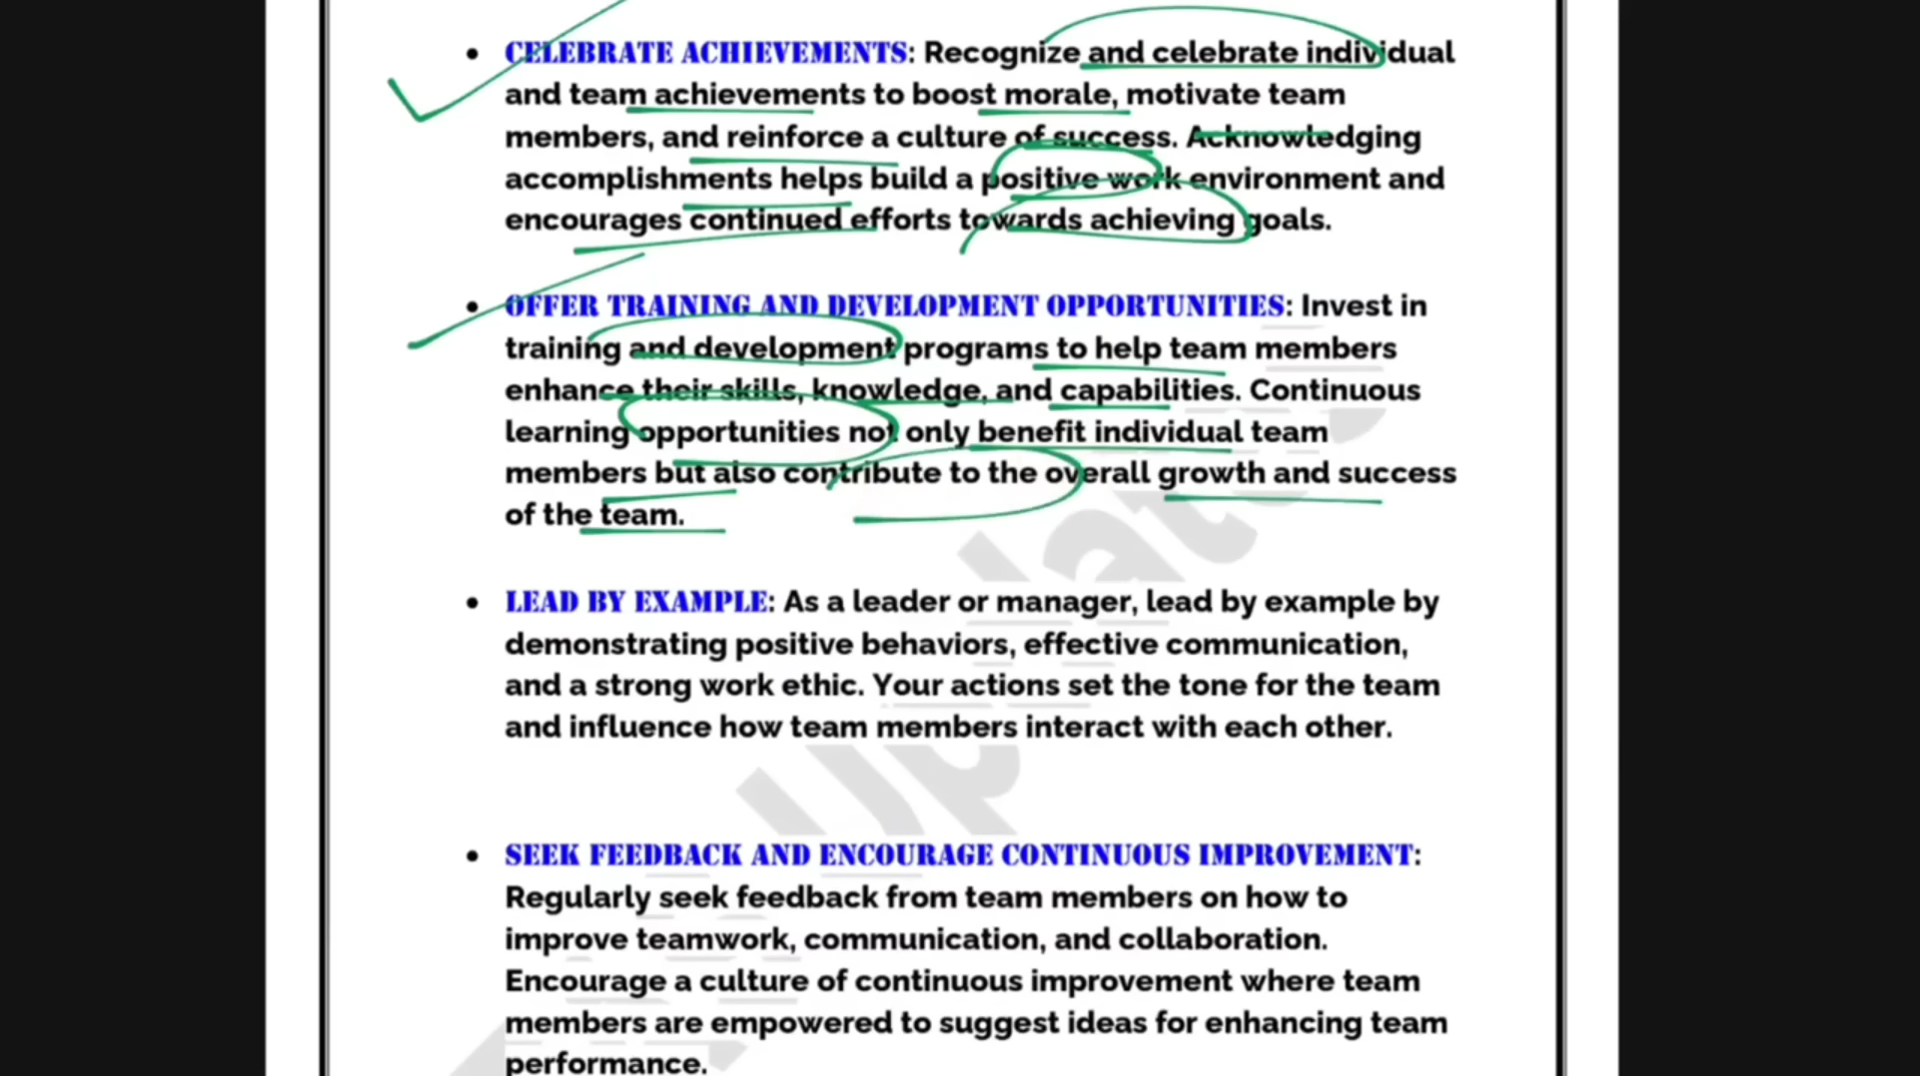 • CELEBRATE ACHIEVEMENTS: Recognize and celebrate individual
and team achievements to boost morale, motivate team
members, and reinforce a culture of success. Acknowledging
accomplishments helps build a positive work environment and
encourages continued efforts towards achieving goals.
• OFFER TRAINING AND DEVELOPMENT OPPORTUNITIES: Invest in
training and development programs to help team members
enhance their skills, knowledge, and capabilities. Continuous
learning opportunities not only benefit individual team
members but also contribute to the overall growth and success
of the team.
• LEAD BY EXAMPLE: As a leader or manager, lead by example by
demonstrating positive behaviors, effective communication,
and a strong work ethic. Your actions set the tone for the team
and influence how team members interact with each other.
• SEEK FEEDBACK AND ENCOURAGE CONTINUOUS IMPROVEMENT:
Regularly seek feedback from team members on how to
improve teamwork, communication, and collaboration.
Encourage a culture of continuous improvement where team
members are empowered to suggest ideas for enhancing team
performance.